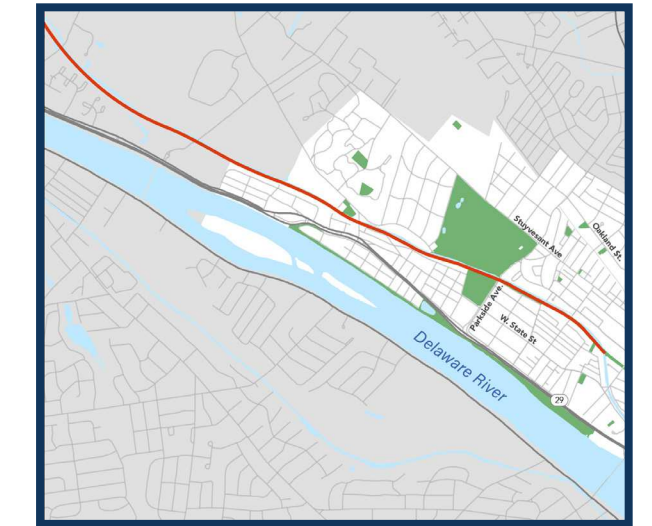 Stuyvesant Ave
Oakland St.
Parkside Ave.
W. State St
Delaware River
29